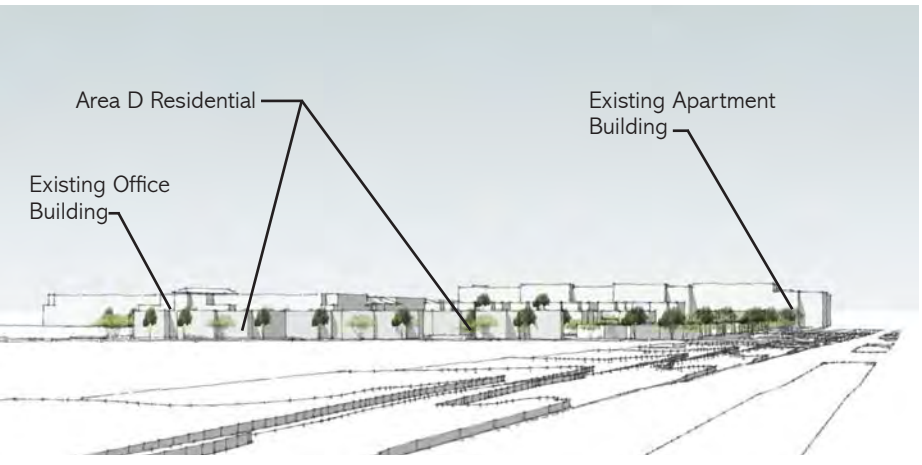 Area D Residential
Existing Apartment
Building
Existing Office
Building